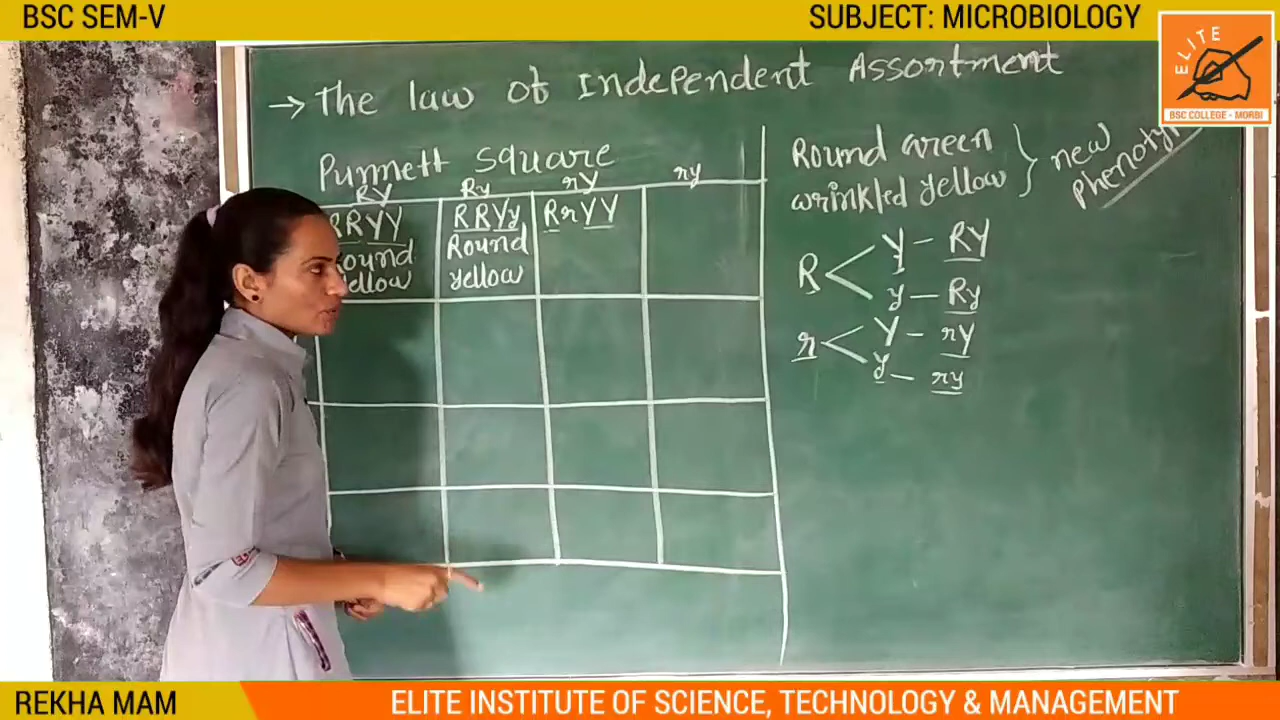 BSC SEM-V
SUBJECT: MICROBIOLOGY
ELITE
BSC COLLEGE - MORBI
→ The law of Independent Assortment
Punnett square
RY Ry rY ry
RRYY RRYy RrYY
Round Round
yellow yellow
Round Green
wrinkled yellow
new
R Y - RY
y - Ry
r Y - rY
y - ry
REKHA MAM
ELITE INSTITUTE OF SCIENCE, TECHNOLOGY & MANAGEMENT